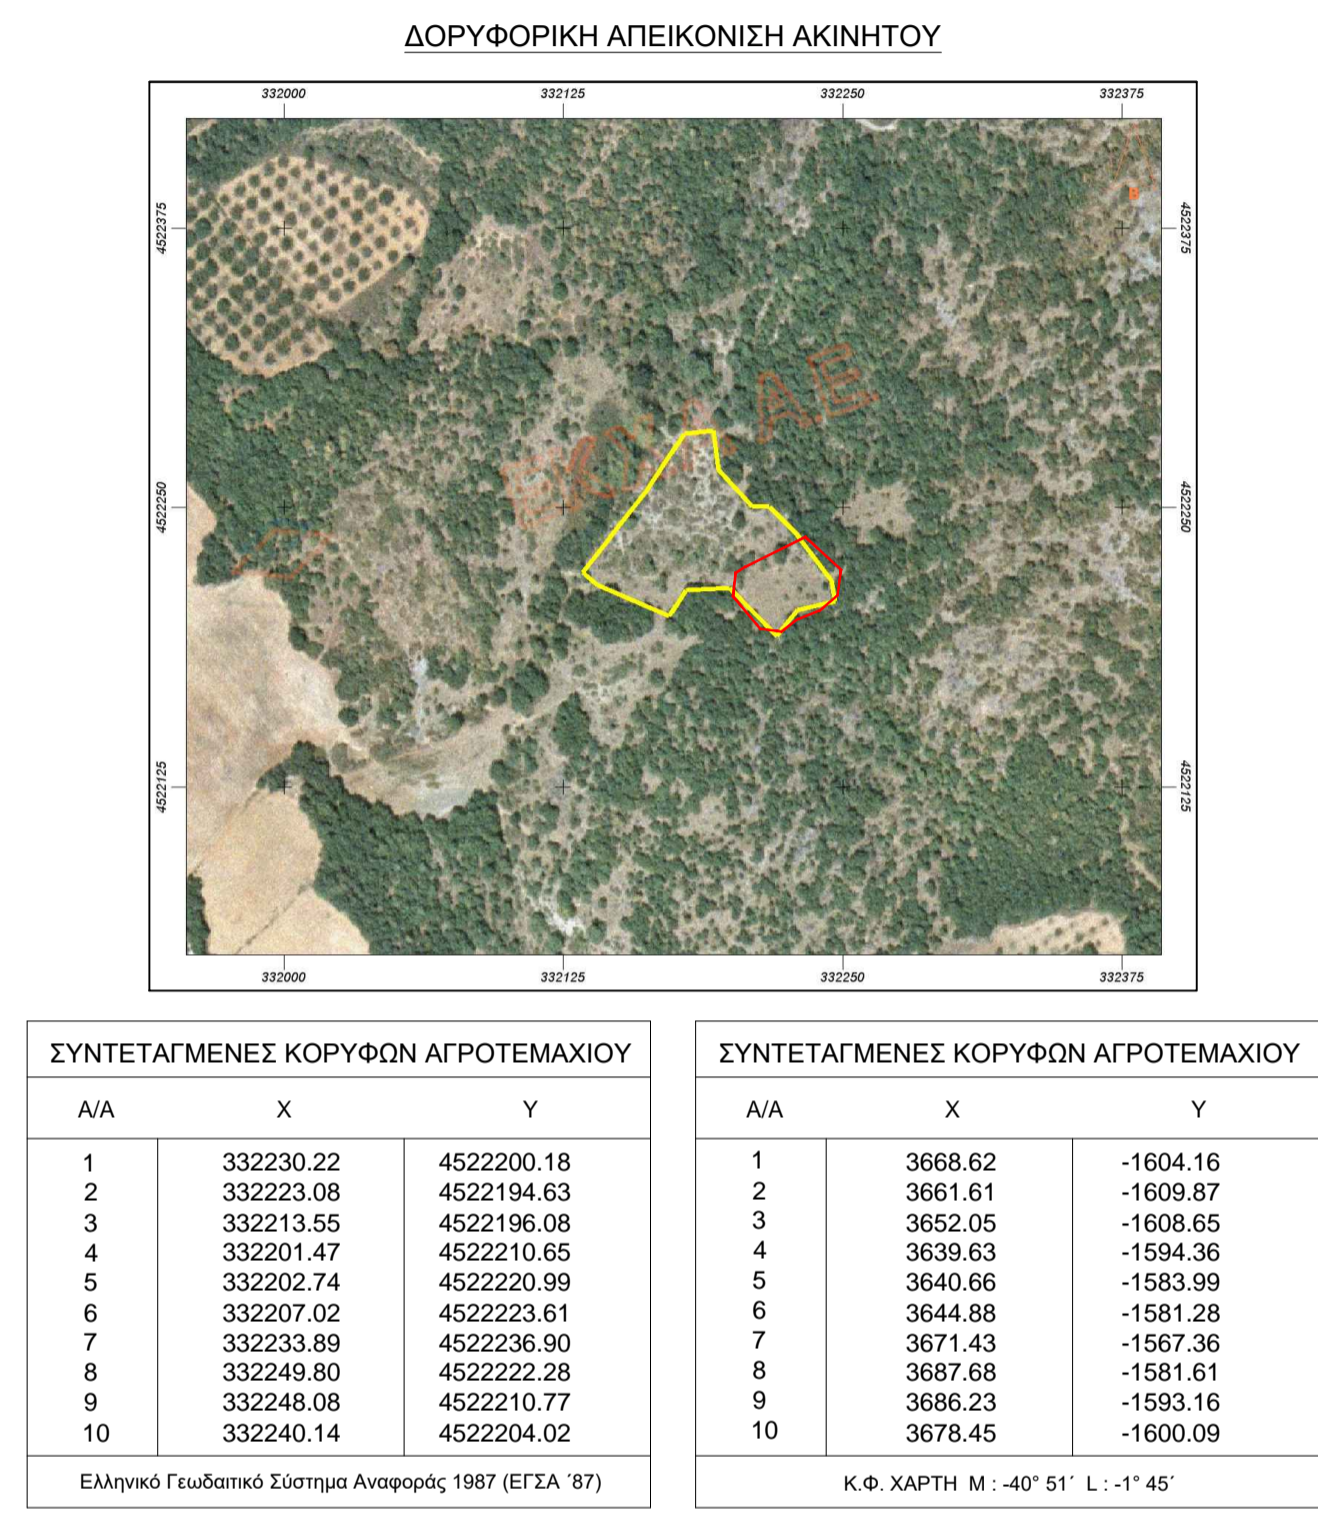 ΔΟΡΥΦΟΡΙΚΗ ΑΠΕΙΚΟΝΙΣΗ ΑΚΙΝΗΤΟΥ
332000 332125 332250 332375
4522375 4522375
Β
Α.Ε.
4522250 4522250
4522125 4522125
332000 332125 332250 332375
ΣΥΝΤΕΤΑΓΜΕΝΕΣ ΚΟΡΥΦΩΝ ΑΓΡΟΤΕΜΑΧΙΟΥ
Α/Α Χ Υ
1 332230.22 4522200.18
2 332223.08 4522194.63
3 332213.55 4522196.08
4 332201.47 4522210.65
5 332202.74 4522220.99
6 332207.02 4522223.61
7 332233.89 4522236.90
8 332249.80 4522222.28
9 332248.08 4522210.77
10 332240.14 4522204.02
Ελληνικό Γεωδαιτικό Σύστημα Αναφοράς 1987 (ΕΓΣΑ ΄87)
ΣΥΝΤΕΤΑΓΜΕΝΕΣ ΚΟΡΥΦΩΝ ΑΓΡΟΤΕΜΑΧΙΟΥ
Α/Α Χ Υ
1 3668.62 -1604.16
2 3661.61 -1609.87
3 3652.05 -1608.65
4 3639.63 -1594.36
5 3640.66 -1583.99
6 3644.88 -1581.28
7 3671.43 -1567.36
8 3687.68 -1581.61
9 3686.23 -1593.16
10 3678.45 -1600.09
Κ.Φ. ΧΑΡΤΗ Μ : -40° 51΄ L : -1° 45΄